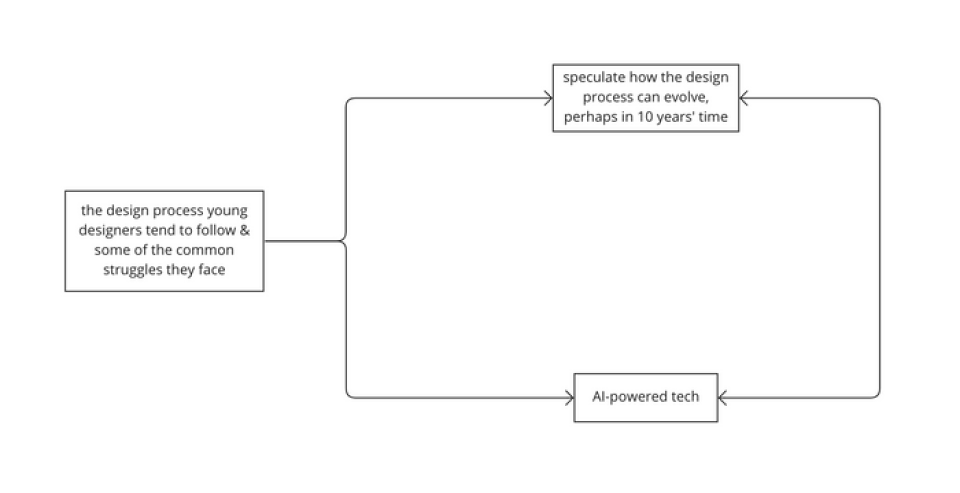 speculate how the design
process can evolve,
perhaps in 10 years' time
the design process young
designers tend to follow &
some of the common
struggles they face
AI-powered tech